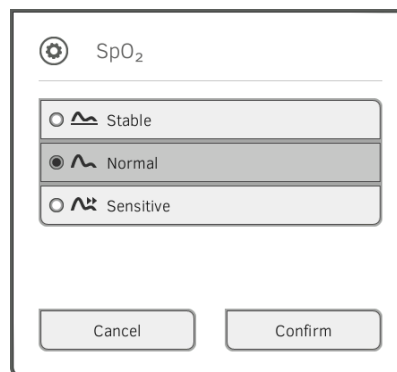 SpO₂
Stable
Normal
Sensitive
Cancel
Confirm